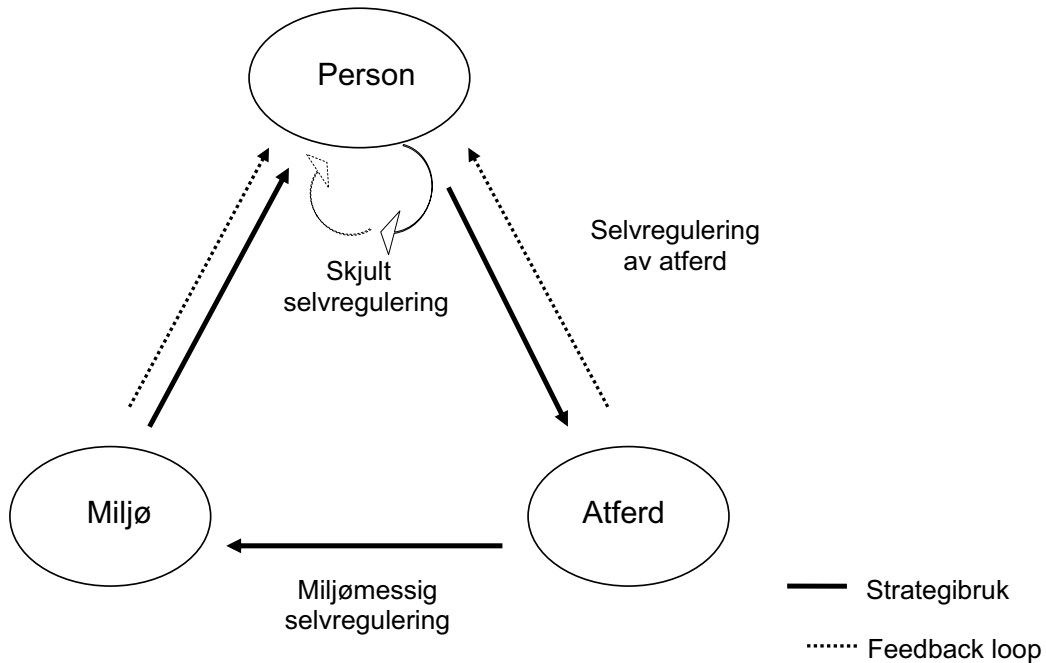 Person
Selvregulering
av atferd
Skjult
selvregulering
Miljø
Atferd
Miljømessig
selvregulering
Strategibruk
Feedback loop